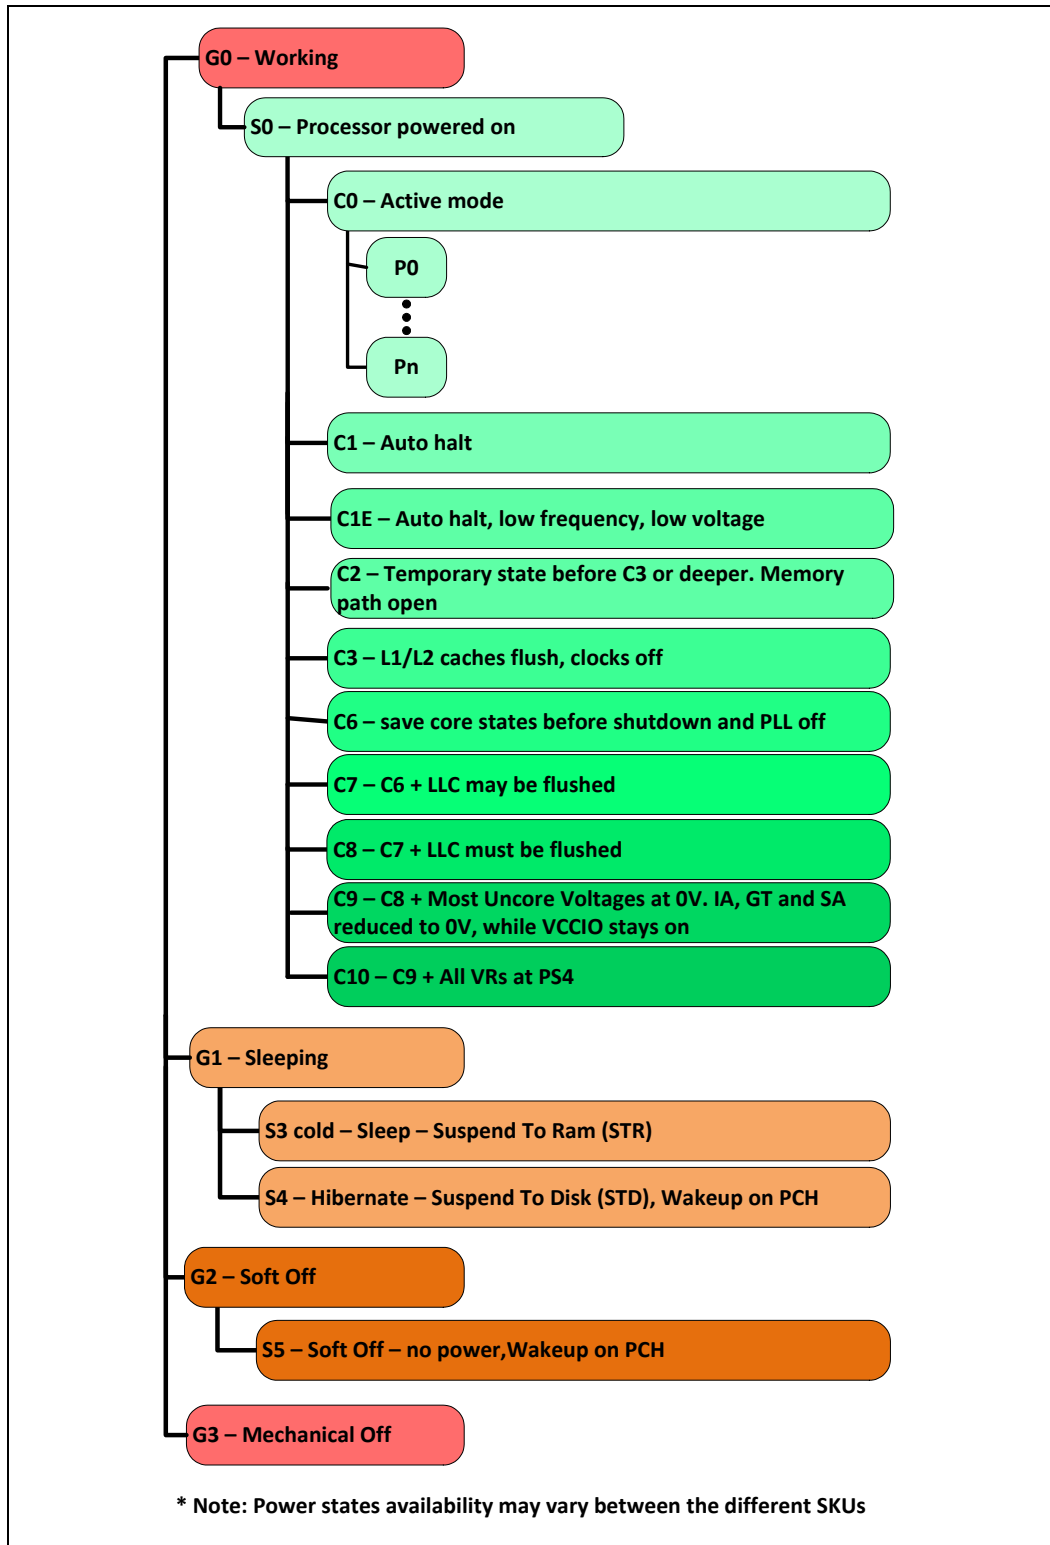 G0 – Working
S0 – Processor powered on
C0 – Active mode
P0
Pn
C1 – Auto halt
C1E – Auto halt, low frequency, low voltage
C2 – Temporary state before C3 or deeper. Memory
path open
C3 – L1/L2 caches flush, clocks off
C6 – save core states before shutdown and PLL off
C7 – C6 + LLC may be flushed
C8 – C7 + LLC must be flushed
C9 – C8 + Most Uncore Voltages at 0V. IA, GT and SA
reduced to 0V, while VCCIO stays on
C10 – C9 + All VRs at PS4
G1 – Sleeping
S3 cold – Sleep – Suspend To Ram (STR)
S4 – Hibernate – Suspend To Disk (STD), Wakeup on PCH
G2 – Soft Off
S5 – Soft Off – no power,Wakeup on PCH
G3 – Mechanical Off
* Note: Power states availability may vary between the different SKUs